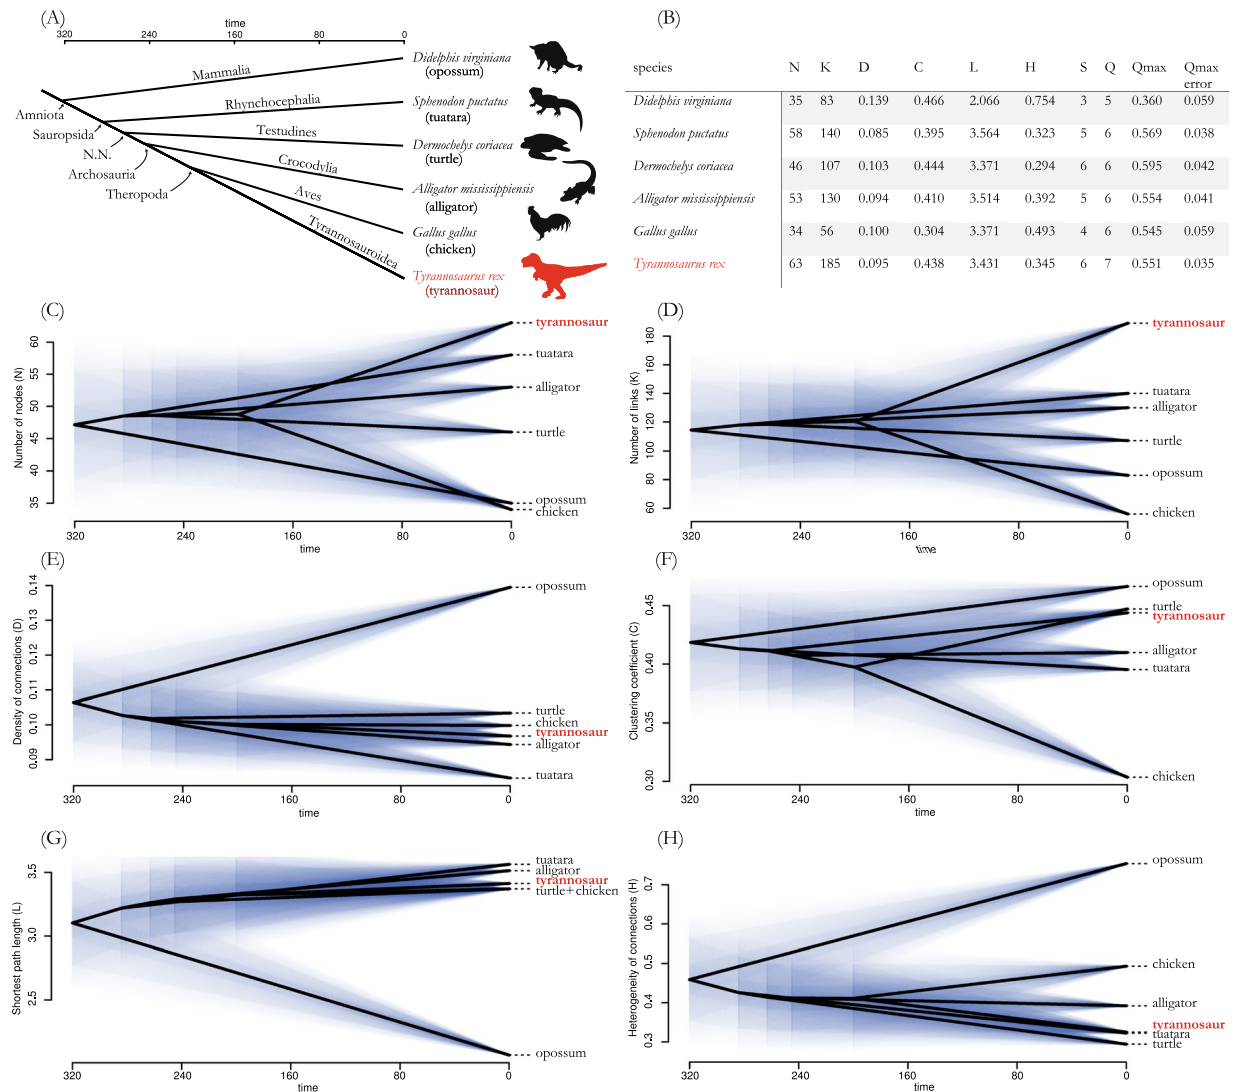 (A)
time
320 240 160 80 0
Mammalia
Didelphis virginiana
(opossum)
Rhynchocephalia
Sphenodon puctatus
(tuatara)
Amniota
Sauropsida
Testudines
Dermochelys coriacea
(turtle)
N.N.
Archosauria
Crocodylia
Alligator mississippiensis
(alligator)
Theropoda
Aves
Gallus gallus
(chicken)
Tyrannosauroidea
Tyrannosaurus rex
(tyrannosaur)
(B)
species N K D C L H S Q Qmax Qmax
error
Didelphis virginiana 35 83 0.139 0.466 2.066 0.754 3 5 0.360 0.059
Sphenodon puctatus 58 140 0.085 0.395 3.564 0.323 5 6 0.569 0.038
Dermochelys coriacea 46 107 0.103 0.444 3.371 0.294 6 6 0.595 0.042
Alligator mississippiensis 53 130 0.094 0.410 3.514 0.392 5 6 0.554 0.041
Gallus gallus 34 56 0.100 0.304 3.371 0.493 4 6 0.545 0.059
Tyrannosaurus rex 63 185 0.095 0.438 3.431 0.345 6 7 0.551 0.035
(C)
Number of nodes (N)
60
55
50
45
40
35
tyrannosaur
tuatara
alligator
turtle
opossum
chicken
320 240 160 80 0
time
(D)
Number of links (K)
180
160
140
120
100
80
60
tyrannosaur
tuatara
alligator
turtle
opossum
chicken
320 240 160 80 0
time
(E)
Density of connections (D)
0.14
0.13
0.12
0.11
0.10
0.09
opossum
turtle
chicken
tyrannosaur
alligator
tuatara
320 240 160 80 0
time
(F)
Clustering coefficient (C)
0.45
0.40
0.35
0.30
opossum
turtle
tyrannosaur
alligator
tuatara
chicken
320 240 160 80 0
time
(G)
Shortest path length (L)
3.5
3.0
2.5
tuatara
alligator
tyrannosaur
turtle+chicken
opossum
320 240 160 80 0
time
(H)
Heterogeneity of connections (H)
0.7
0.6
0.5
0.4
0.3
opossum
chicken
alligator
tyrannosaur
tuatara
turtle
320 240 160 80 0
time